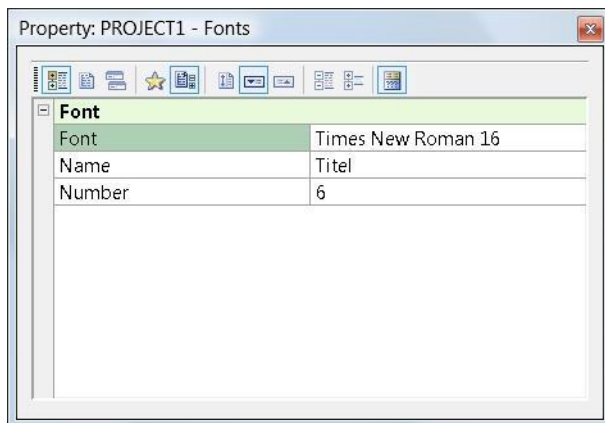 Property: PROJECT1 - Fonts
Font
Font Times New Roman 16
Name Titel
Number 6